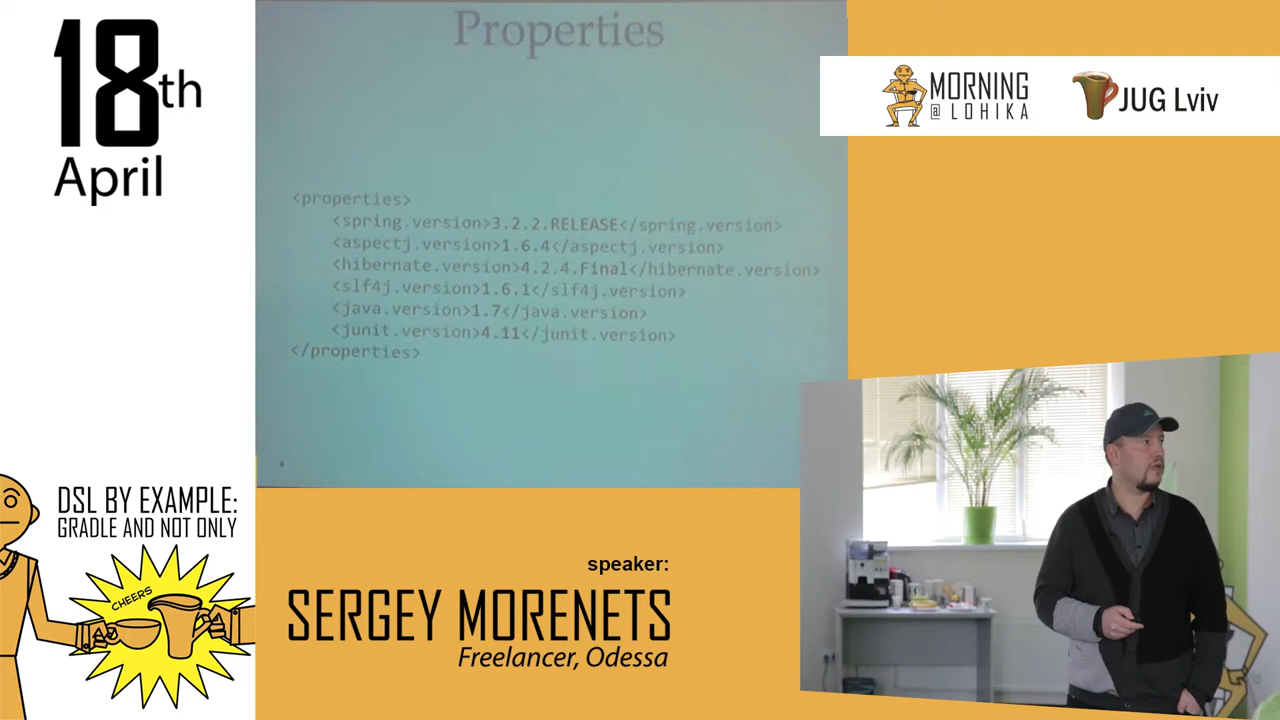 18th
April
Properties
<properties>
<spring.version>3.2.2.RELEASE</spring.version>
<aspectj.version>1.6.4</aspectj.version>
<hibernate.version>4.2.4.Final</hibernate.version>
<slf4j.version>1.6.1</slf4j.version>
<java.version>1.7</java.version>
<junit.version>4.11</junit.version>
</properties>
MORNING
@LOHIKA
JUG Lviv
DSL BY EXAMPLE:
GRADLE AND NOT ONLY
CHEERS
speaker:
SERGEY MORENETS
Freelancer, Odessa